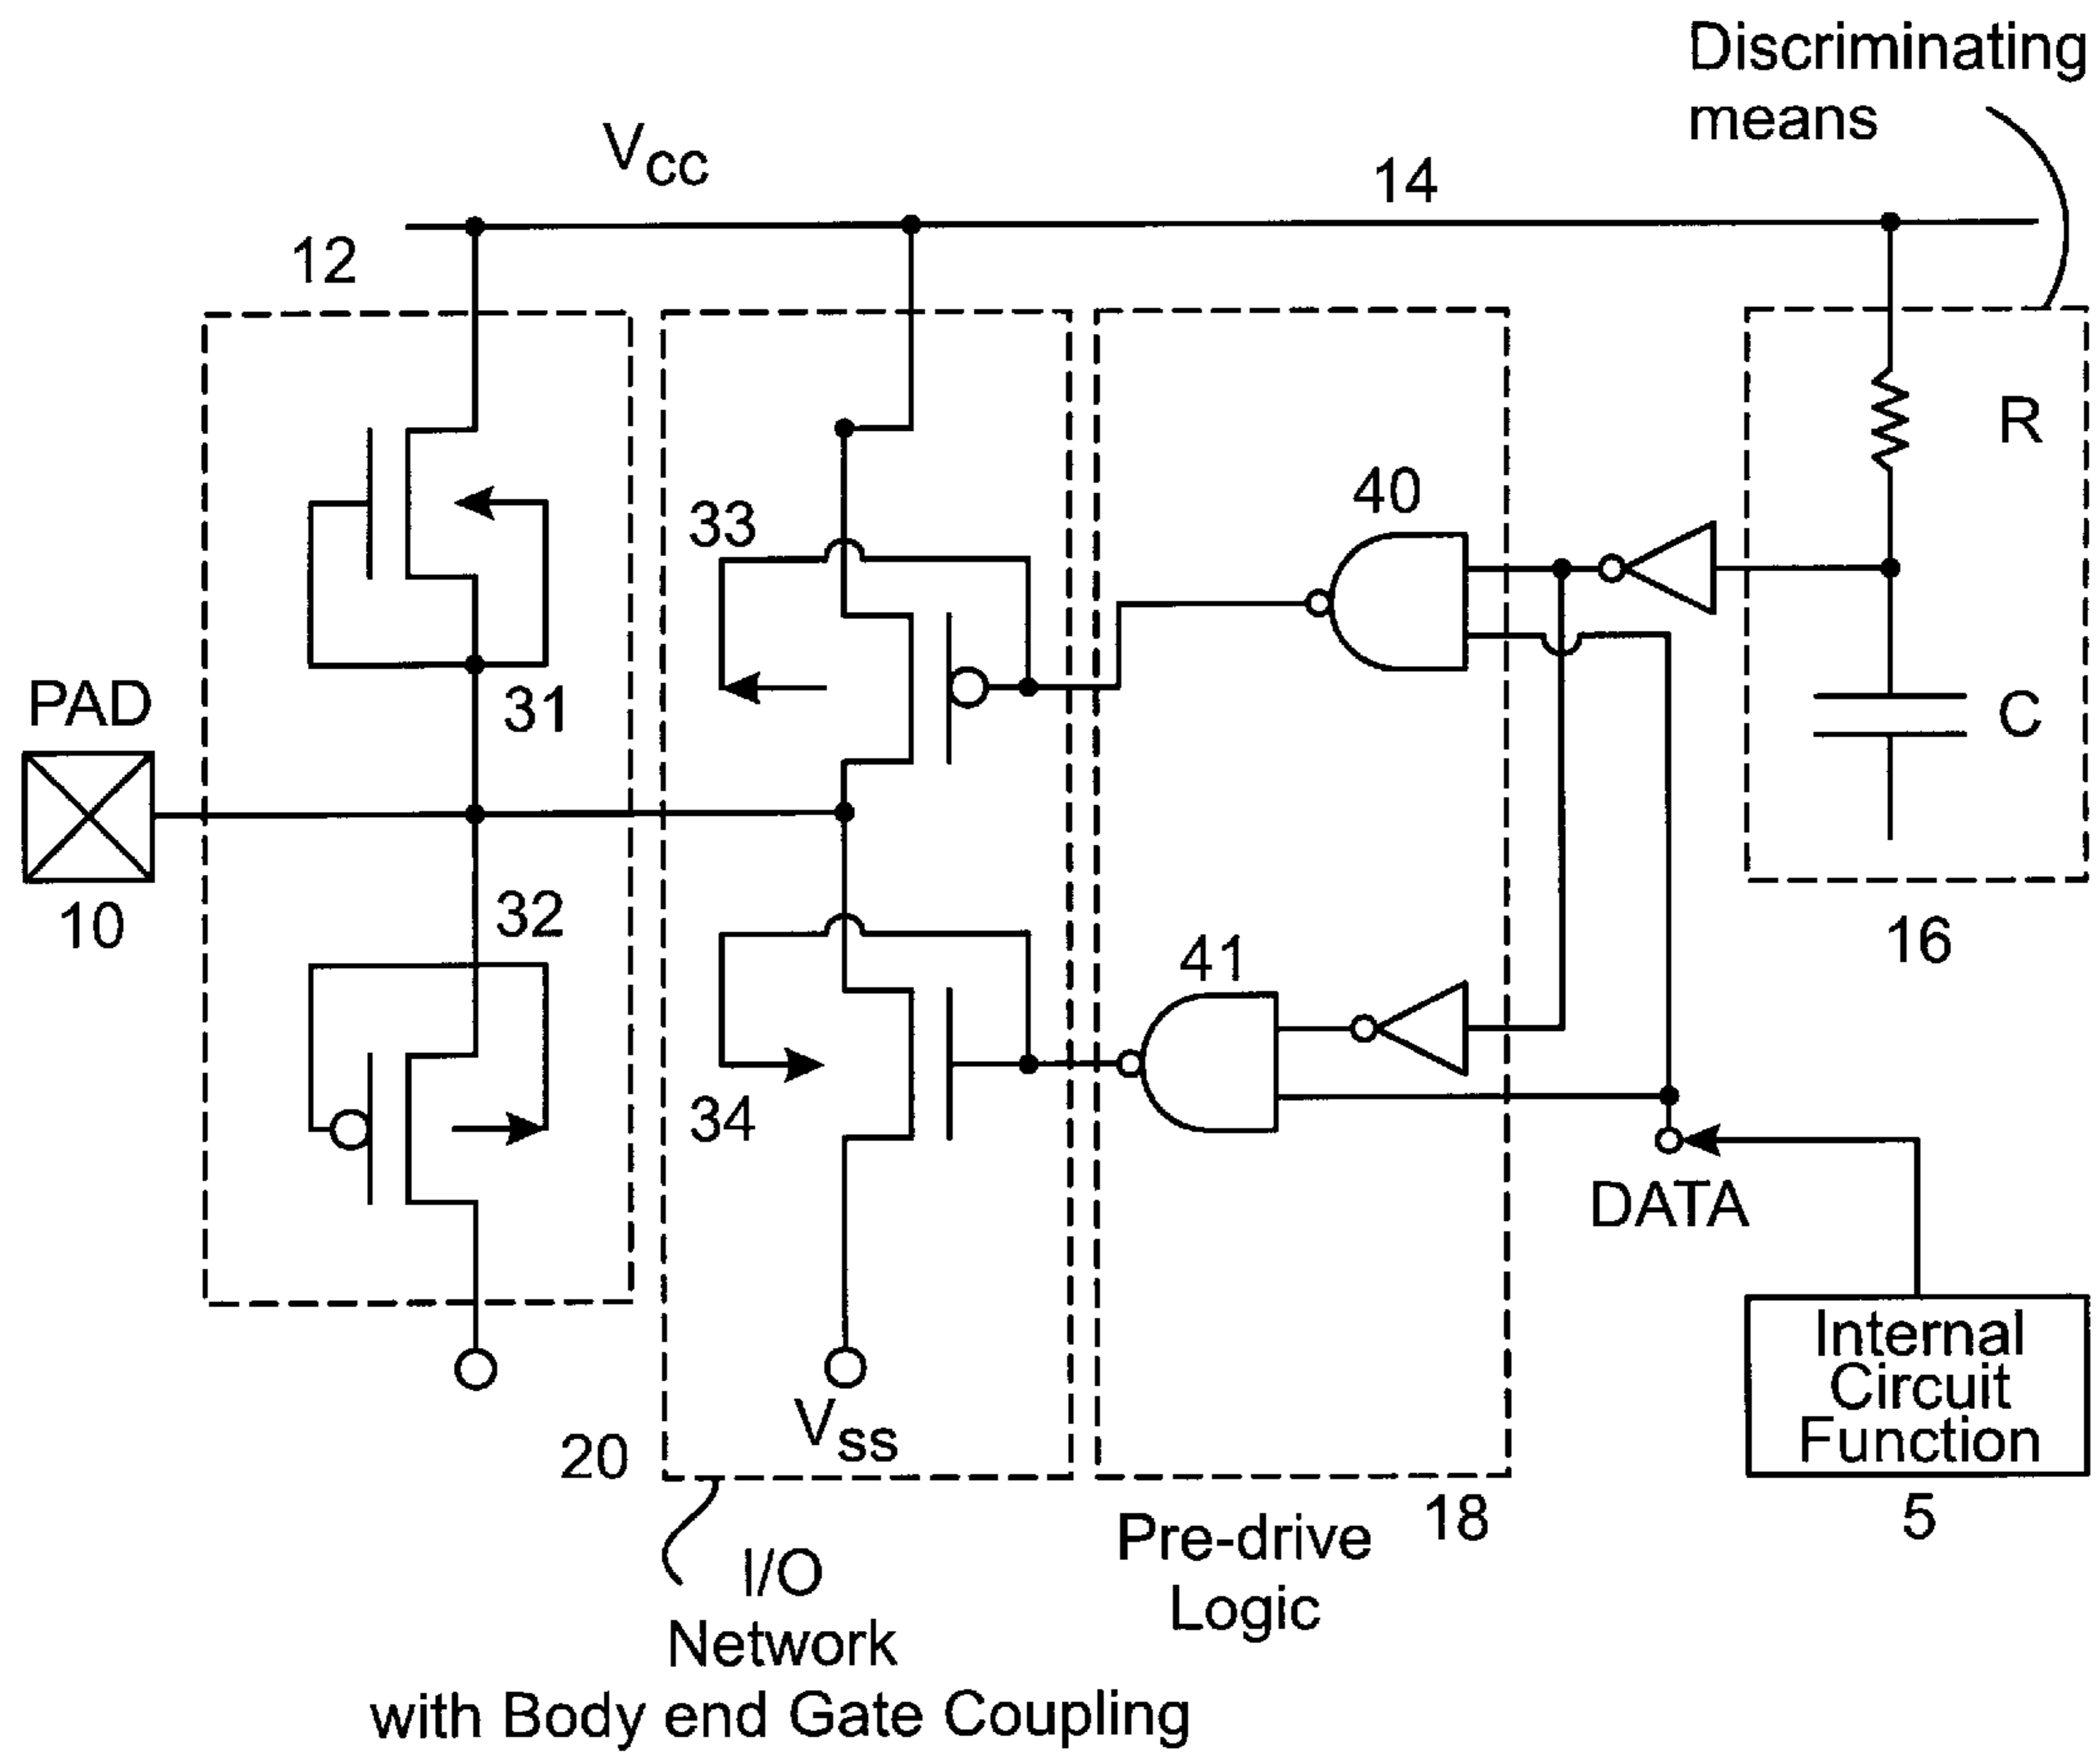 Discriminating
means
VCC
14
12
33
40
R
PAD
31
C
10
32
41
16
34
DATA
Internal
Circuit
Function
5
20
VSS
18
Pre-drive
Logic
I/O
Network
with Body end Gate Coupling